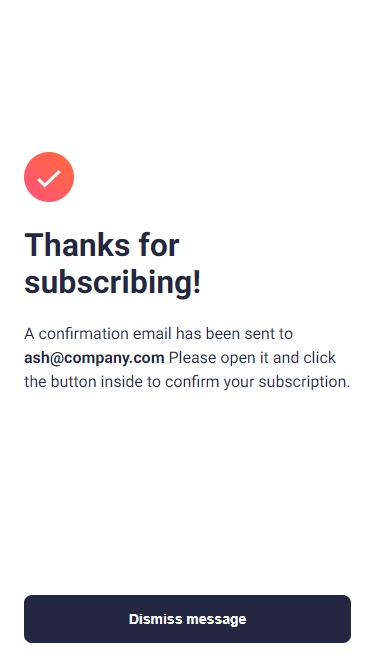 Thanks for
subscribing!
A confirmation email has been sent to
ash@company.com Please open it and click
the button inside to confirm your subscription.
Dismiss message